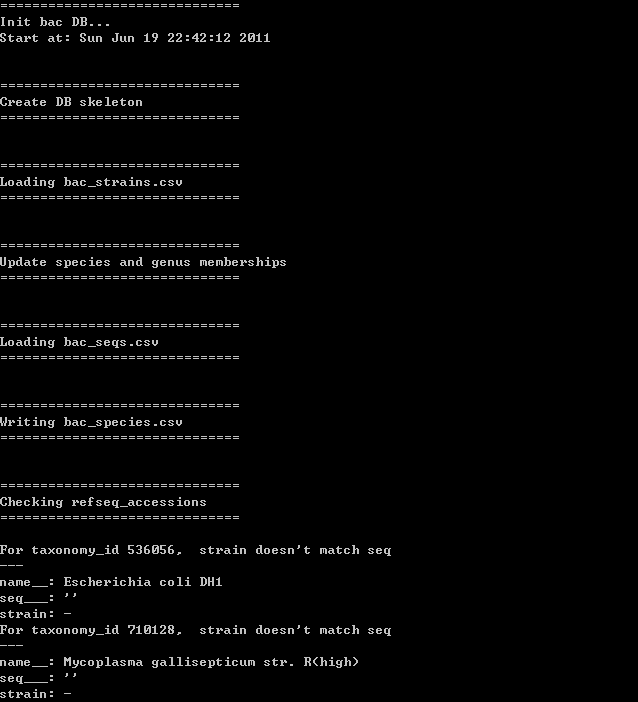 ==============================
Init bac DB...
Start at: Sun Jun 19 22:42:12 2011
==============================
Create DB skeleton
==============================
==============================
Loading bac_strains.csv
==============================
==============================
Update species and genus memberships
==============================
==============================
Loading bac_seqs.csv
==============================
==============================
Writing bac_species.csv
==============================
==============================
Checking refseq_accessions
==============================
For taxonomy_id 536056,  strain doesn't match seq
---
name__: Escherichia coli DH1
seq___: ''
strain: -
For taxonomy_id 710128,  strain doesn't match seq
---
name__: Mycoplasma gallisepticum str. R(high)
seq___: ''
strain: -